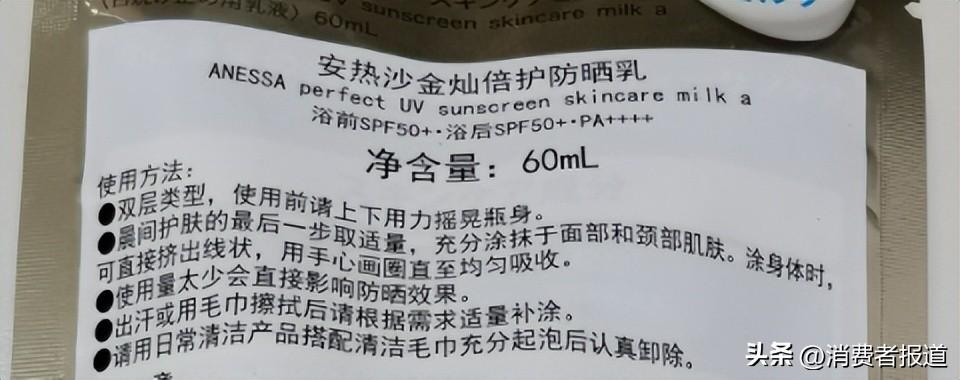 UV sunscreen skincare milk a
60mL
安热沙金灿倍护防晒乳
ANESSA perfect UV sunscreen skincare milk a
浴前SPF50+·浴后SPF50+·PA++++
净含量：60mL
使用方法：
●双层类型，使用前请上下用力摇晃瓶身。
●晨间护肤的最后一步取适量，充分涂抹于面部和颈部肌肤。涂身体时，
可直接挤出线状，用手心画圈直至均匀吸收。
●使用量太少会直接影响防晒效果。
●出汗或用毛巾擦拭后请根据需求适量补涂。
●请用日常清洁产品搭配清洁毛巾充分起泡后认真卸除。
头条 @消费者报道